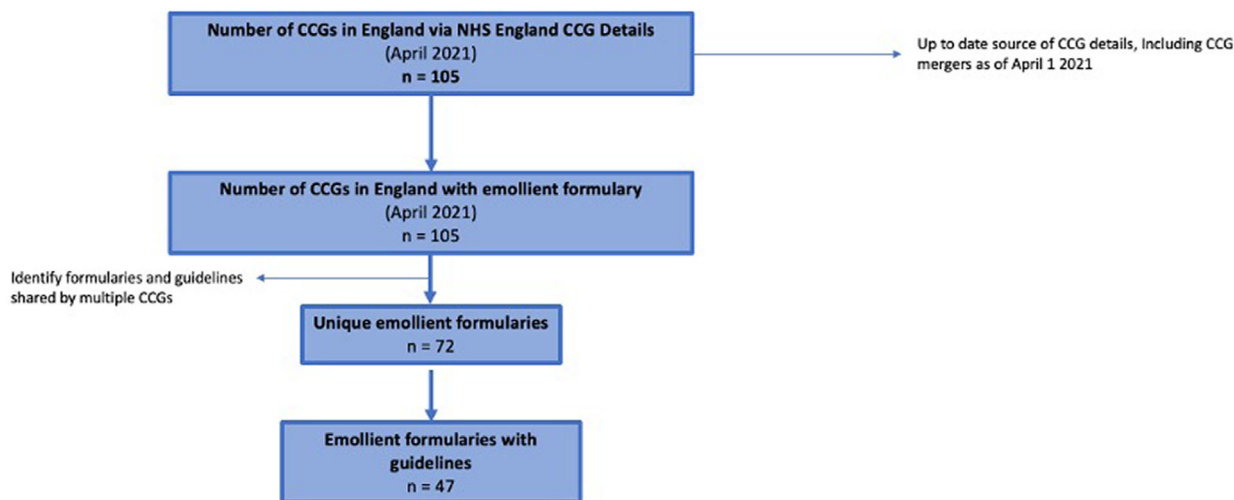 Number of CCGs in England via NHS England CCG Details
(April 2021)
n = 105
Up to date source of CCG details, Including CCG
mergers as of April 1 2021
Number of CCGs in England with emollient formulary
(April 2021)
n = 105
Identify formularies and guidelines
shared by multiple CCGs
Unique emollient formularies
n = 72
Emollient formularies with
guidelines
n = 47